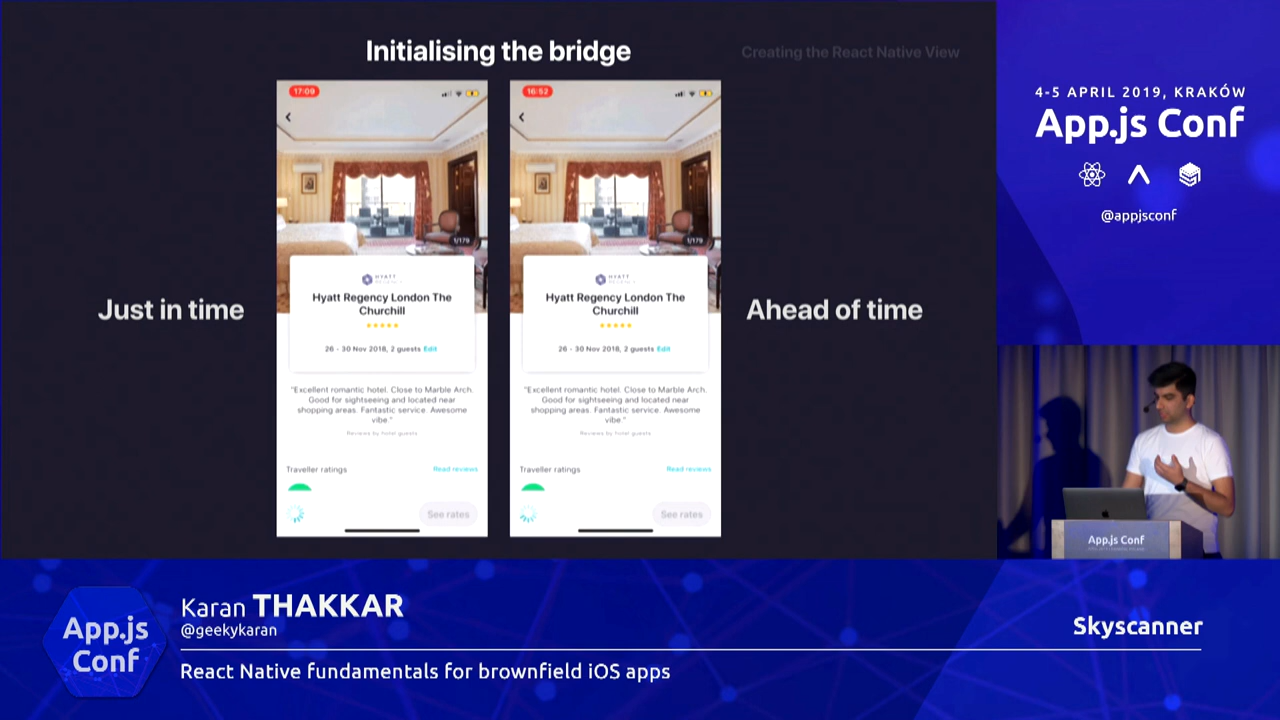 Initialising the bridge
Creating the React Native View
Just in time
17:09
1/179
HYATT
Hyatt Regency London The
Churchill
26 - 30 Nov 2018, 2 guests Edit
"Excellent romantic hotel. Close to Marble Arch.
Good for sightseeing and located near
shopping areas. Fantastic service. Awesome
vibe."
Reviews by hotel guests
Traveller ratings
Read reviews
See rates
16:52
1/179
HYATT
Hyatt Regency London The
Churchill
26 - 30 Nov 2018, 2 guests Edit
"Excellent romantic hotel. Close to Marble Arch.
Good for sightseeing and located near
shopping areas. Fantastic service. Awesome
vibe."
Reviews by hotel guests
Traveller ratings
Read reviews
See rates
Ahead of time
4-5 APRIL 2019, KRAKÓW
App.js Conf
@appjsconf
App.js Conf
App.js
Conf
Karan THAKKAR
@geekykaran
Skyscanner
React Native fundamentals for brownfield iOS apps